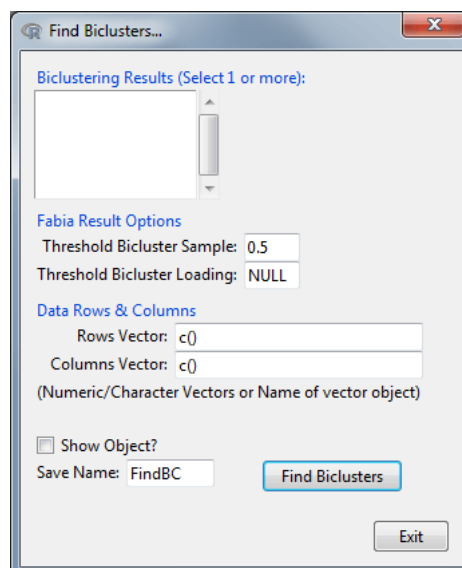 Find Biclusters...
Biclustering Results (Select 1 or more):
Fabia Result Options
Threshold Bicluster Sample: 0.5
Threshold Bicluster Loading: NULL
Data Rows & Columns
Rows Vector: c()
Columns Vector: c()
(Numeric/Character Vectors or Name of vector object)
Show Object?
Save Name: FindBC Find Biclusters
Exit